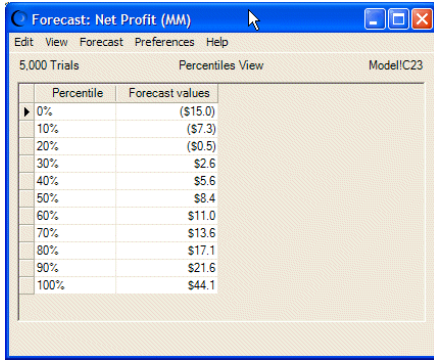 Forecast: Net Profit (MM)
Edit View Forecast Preferences Help
5,000 Trials Percentiles View Model!C23
Percentile Forecast values
0% ($15.0)
10% ($7.3)
20% ($0.5)
30% $2.6
40% $5.6
50% $8.4
60% $11.0
70% $13.6
80% $17.1
90% $21.6
100% $44.1